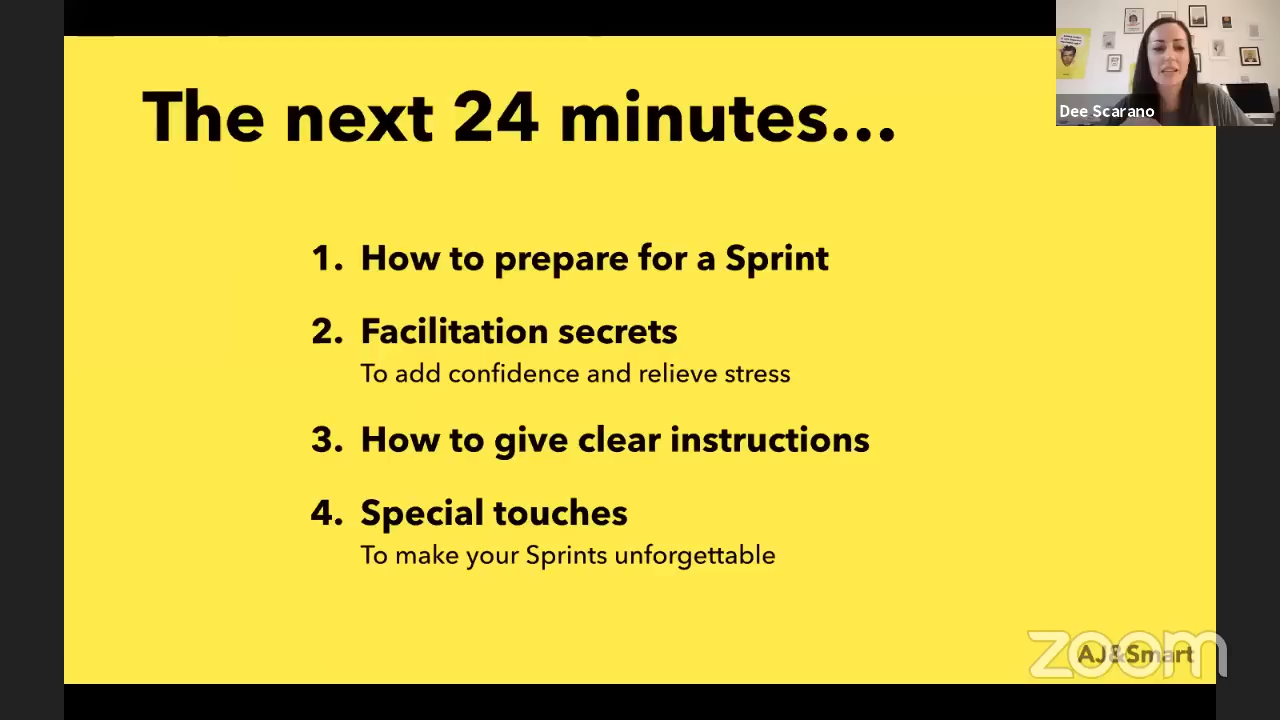 The next 24 minutes...
Dee Scarano
1. How to prepare for a Sprint
2. Facilitation secrets
To add confidence and relieve stress
3. How to give clear instructions
4. Special touches
To make your Sprints unforgettable
zoom
AJ&Smart